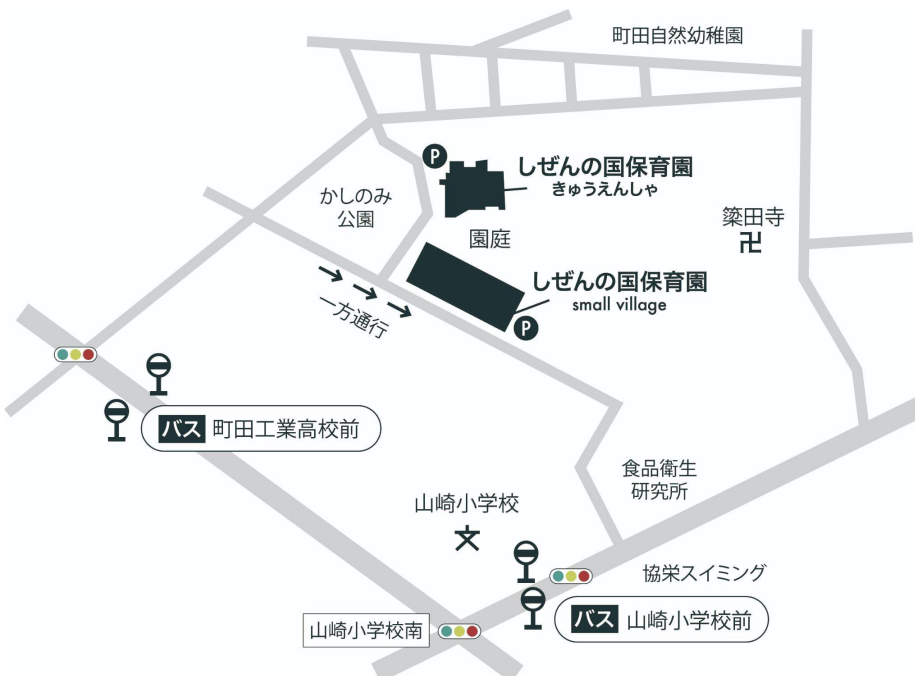 町田自然幼稚園
P
しぜんの国保育園
きゅうえんしゃ
かしのみ
公園
簗田寺
卍
園庭
しぜんの国保育園
small village
P
一方通行
バス 町田工業高校前
食品衛生
研究所
山崎小学校
文
協栄スイミング
バス 山崎小学校前
山崎小学校南